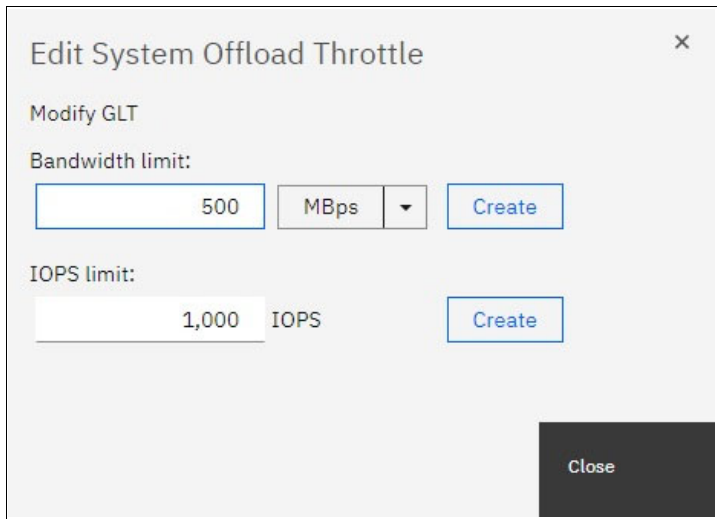 Edit System Offload Throttle
Modify GLT
Bandwidth limit:
500 MBps Create
IOPS limit:
1,000 IOPS Create
Close